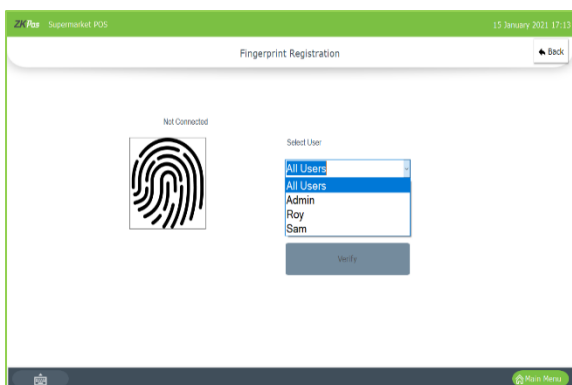 ZKPos Supermarket POS 15 January 2021 17:13
Fingerprint Registration
Back
Not Connected
Select User
All Users
All Users
Admin
Roy
Sam
Verify
Main Menu